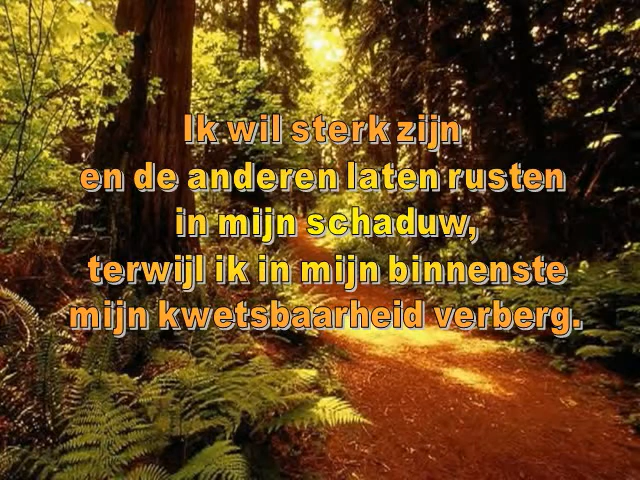 Ik wil sterk zijn
en de anderen laten rusten
in mijn schaduw,
terwijl ik in mijn binnenste
mijn kwetsbaarheid verberg.